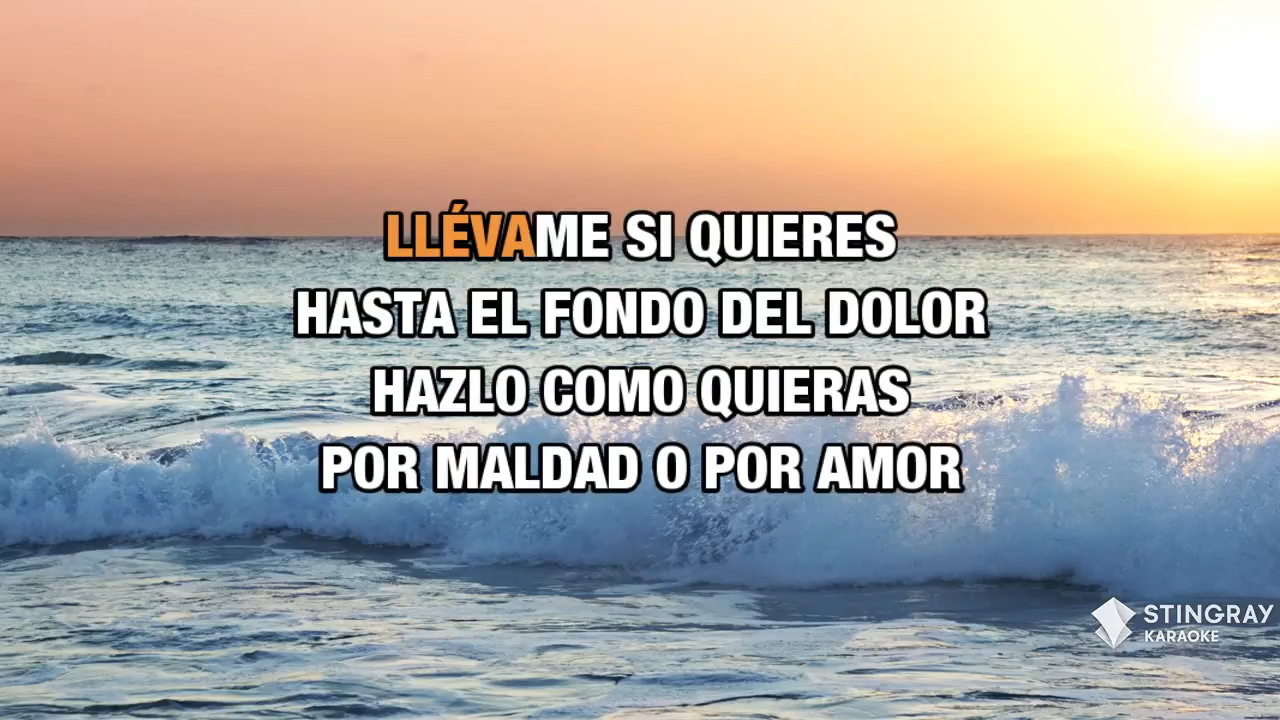 LLÉVAME SI QUIERES
HASTA EL FONDO DEL DOLOR
HAZLO COMO QUIERAS
POR MALDAD O POR AMOR
STINGRAY
KARAOKE